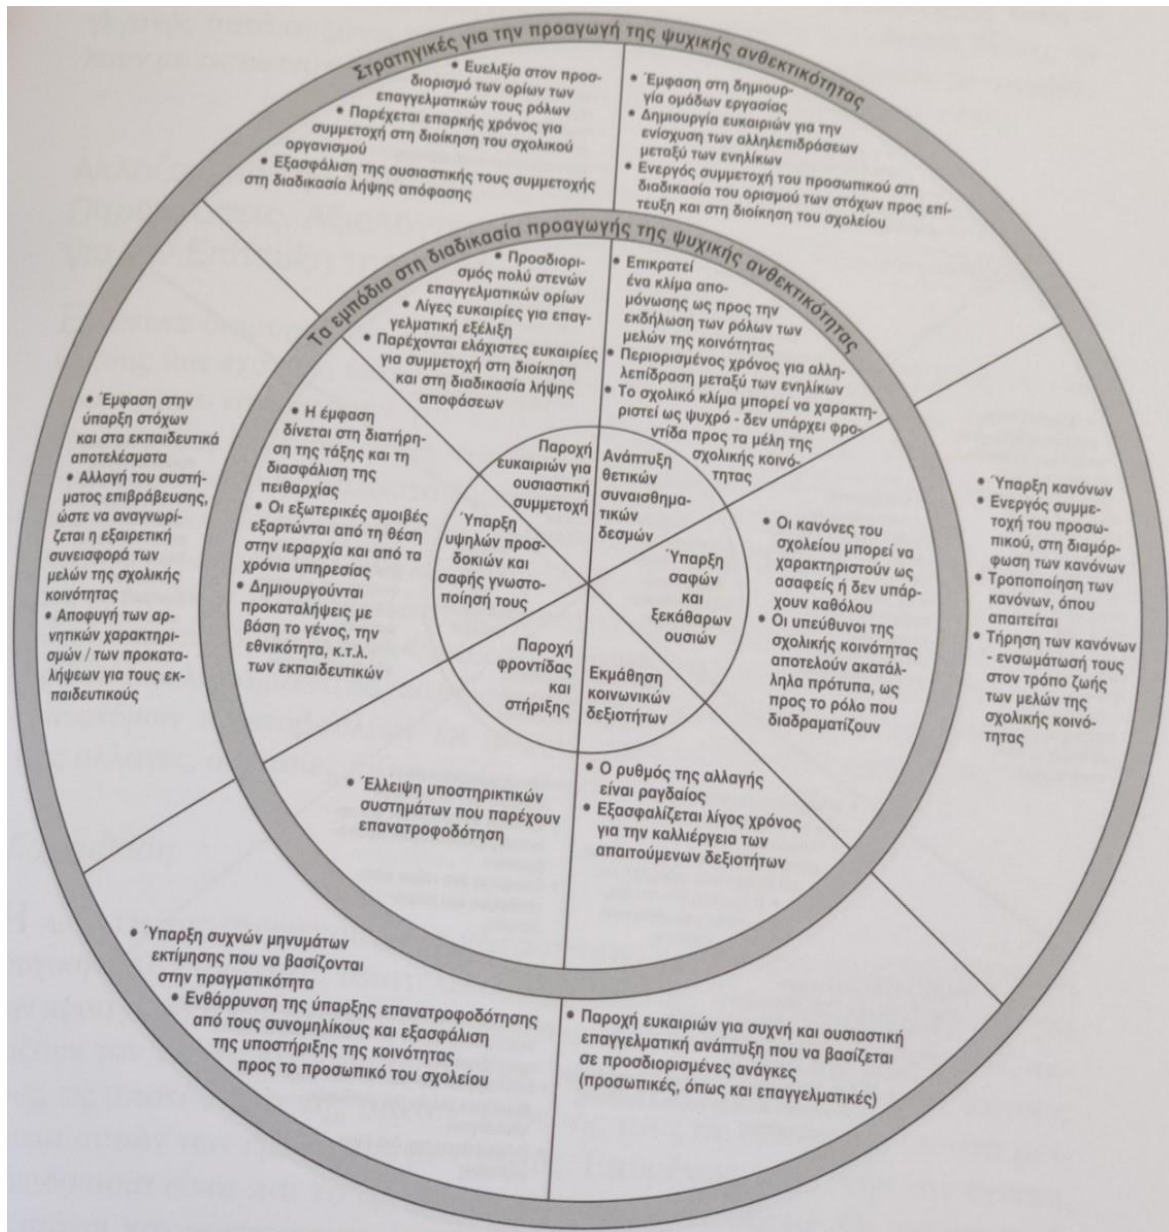 Στρατηγικές για την προαγωγή της ψυχικής ανθεκτικότητας
• Ευελιξία στον προσ-
διορισμό των ορίων των
επαγγελματικών τους ρόλων
• Παρέχεται επαρκής χρόνος για
συμμετοχή στη διοίκηση του σχολικού
οργανισμού
• Εξασφάλιση της ουσιαστικής τους συμμετοχής
στη διαδικασία λήψης απόφασης
• Έμφαση στη δημιουρ-
γία ομάδων εργασίας
• Δημιουργία ευκαιριών για την
ενίσχυση των αλληλεπιδράσεων
μεταξύ των ενηλίκων
• Ενεργός συμμετοχή του προσωπικού στη
διαδικασία του ορισμού των στόχων προς επί-
τευξη και στη διοίκηση του σχολείου
• Ύπαρξη κανόνων
• Ενεργός συμμε-
τοχή του προσω-
πικού, στη διαμόρ-
φωση των κανόνων
• Τροποποίηση των
κανόνων, όπου
απαιτείται
• Τήρηση των κανόνων
- ενσωμάτωσή τους
στον τρόπο ζωής
των μελών της
σχολικής κοινό-
τητας
• Παροχή ευκαιριών για συχνή και ουσιαστική
επαγγελματική ανάπτυξη που να βασίζεται
σε προσδιορισμένες ανάγκες
(προσωπικές, όπως και επαγγελματικές)
• Ύπαρξη συχνών μηνυμάτων
εκτίμησης που να βασίζονται
στην πραγματικότητα
• Ενθάρρυνση της ύπαρξης επανατροφοδότησης
από τους συνομηλίκους και εξασφάλιση
της υποστήριξης της κοινότητας
προς το προσωπικό του σχολείου
• Έμφαση στην
ύπαρξη στόχων
και στα εκπαιδευτικά
αποτελέσματα
• Αλλαγή του συστή-
ματος επιβράβευσης,
ώστε να αναγνωρί-
ζεται η εξαιρετική
συνεισφορά των
μελών της σχολικής
κοινότητας
• Αποφυγή των αρ-
νητικών χαρακτηρι-
σμών / των προκατα-
λήψεων για τους εκ-
παιδευτικούς
Τα εμπόδια στη διαδικασία προαγωγής της ψυχικής ανθεκτικότητας
• Προσδιορι-
σμός πολύ στενών
επαγγελματικών ορίων
• Λίγες ευκαιρίες για επαγ-
γελματική εξέλιξη
• Παρέχονται ελάχιστες ευκαιρίες
για συμμετοχή στη διοίκηση
και στη διαδικασία λήψης
αποφάσεων
• Επικρατεί
ένα κλίμα απο-
μόνωσης ως προς την
εκδήλωση των ρόλων των
μελών της κοινότητας
• Περιορισμένος χρόνος για αλλη-
λεπίδραση μεταξύ των ενηλίκων
• Το σχολικό κλίμα μπορεί να χαρακτη-
ριστεί ως ψυχρό - δεν υπάρχει φρο-
ντίδα προς τα μέλη της
σχολικής κοινό-
τητας
• Οι κανόνες του
σχολείου μπορεί να
χαρακτηριστούν ως
ασαφείς ή δεν υπάρ-
χουν καθόλου
• Οι υπεύθυνοι της
σχολικής κοινότητας
αποτελούν ακατάλ-
ληλα πρότυπα, ως
προς το ρόλο που
διαδραματίζουν
• Ο ρυθμός της αλλαγής
είναι ραγδαίος
• Εξασφαλίζεται λίγος χρόνος
για την καλλιέργεια των
απαιτούμενων δεξιοτήτων
• Έλλειψη υποστηρικτικών
συστημάτων που παρέχουν
επανατροφοδότηση
• Η έμφαση
δίνεται στη διατήρη-
ση της τάξης και τη
διασφάλιση της
πειθαρχίας
• Οι εξωτερικές αμοιβές
εξαρτώνται από τη θέση
στην ιεραρχία και από τα
χρόνια υπηρεσίας
• Δημιουργούνται
προκαταλήψεις με
βάση το γένος, την
εθνικότητα, κ.τ.λ.
των εκπαιδευτικών
Παροχή
ευκαιριών για
ουσιαστική
συμμετοχή
Ανάπτυξη
θετικών
συναισθημα-
τικών
δεσμών
Ύπαρξη
σαφών
και
ξεκάθαρων
ουσιών
Εκμάθηση
κοινωνικών
δεξιοτήτων
Παροχή
φροντίδας
και
στήριξης
Ύπαρξη
υψηλών προσ-
δοκιών και
σαφής γνωστο-
ποίησή τους